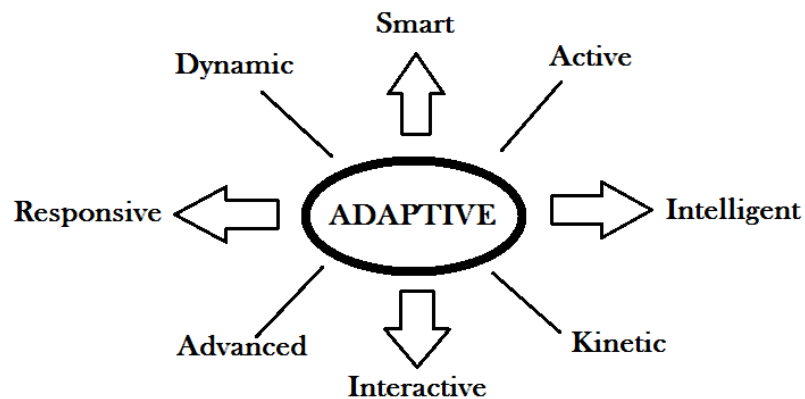 Smart
Dynamic
Active
Responsive
ADAPTIVE
Intelligent
Advanced
Kinetic
Interactive